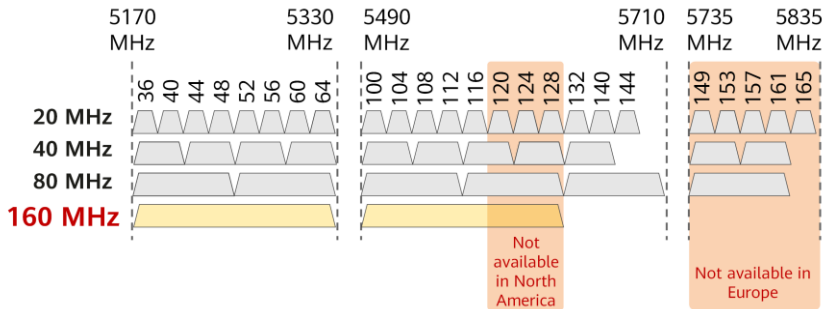 5170 MHz
5330 MHz
5490 MHz
5710 MHz
5735 MHz
5835 MHz
36 40 44 48 52 56 60 64 100 104 108 112 116 120 124 128 132 140 144 149 153 157 161 165
20 MHz
40 MHz
80 MHz
160 MHz
Not
available
in North
America
Not available in
Europe